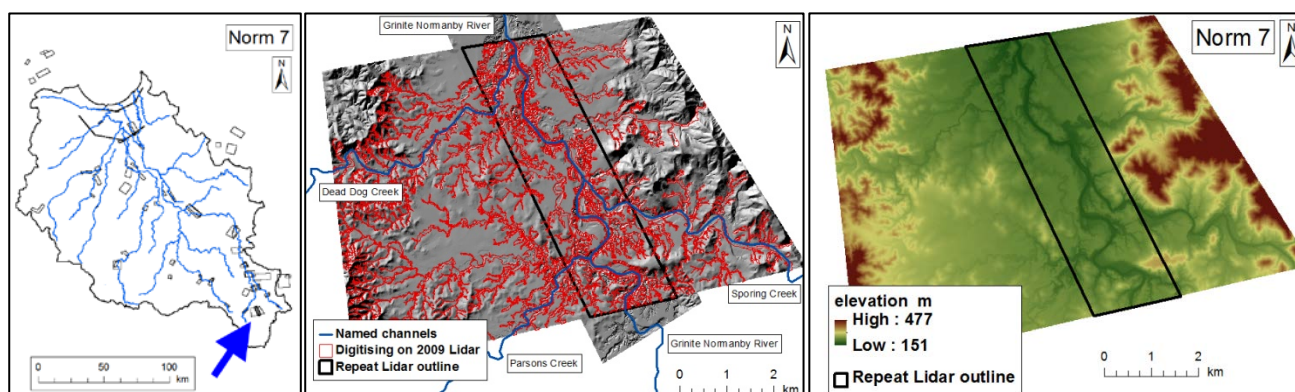 Norm 7
N
0
50
100
km
Grinite Normanby River
N
Dead Dog Creek
Sporing Creek
Named channels
Digitising on 2009 Lidar
Repeat Lidar outline
Parsons Creek
Grinite Normanby River
0
1
2
km
Norm 7
N
elevation m
High : 477
Low : 151
Repeat Lidar outline
0
1
2
km